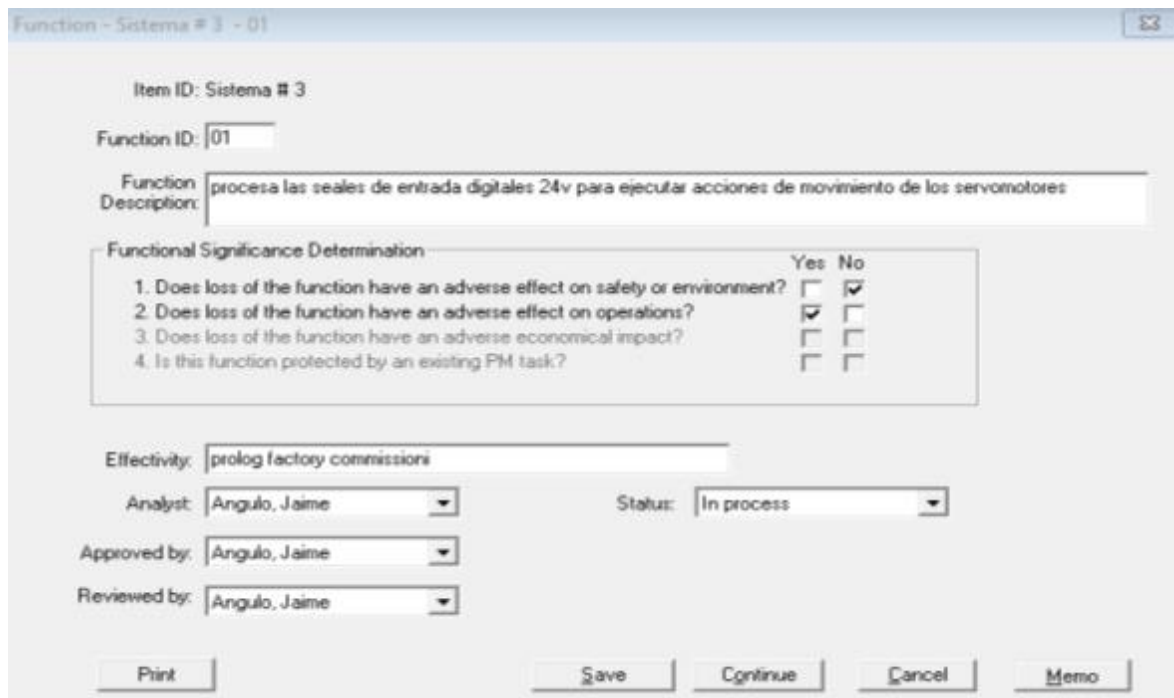 Function - Sistema # 3 - 01
Item ID: Sistema # 3
Function ID: 01
Function Description: procesa las seales de entrada digitales 24v para ejecutar acciones de movimiento de los servomotores
Functional Significance Determination
Yes No
1. Does loss of the function have an adverse effect on safety or environment?
2. Does loss of the function have an adverse effect on operations?
3. Does loss of the function have an adverse economical impact?
4. Is this function protected by an existing PM task?
Effectivity: prolog factory commissioni
Analyst: Angulo, Jaime Status: In process
Approved by: Angulo, Jaime
Reviewed by: Angulo, Jaime
Print Save Continue Cancel Memo